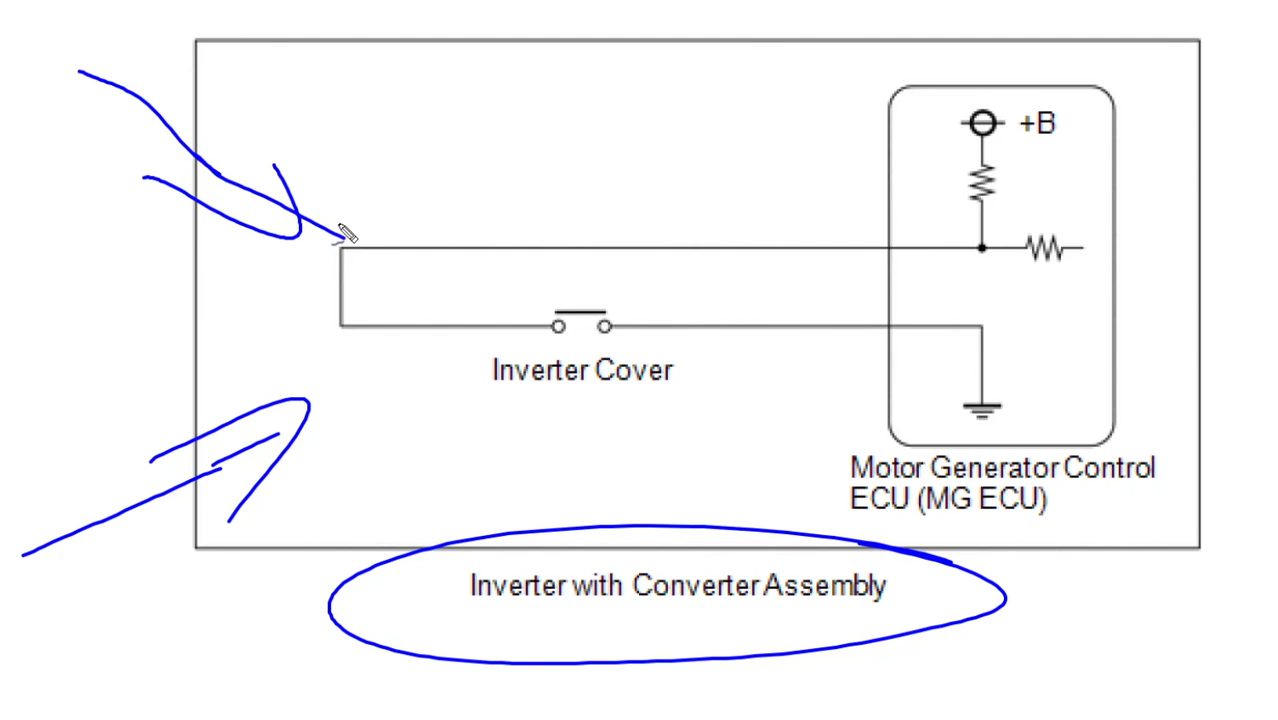 +B
Inverter Cover
Motor Generator Control
ECU (MG ECU)
Inverter with Converter Assembly